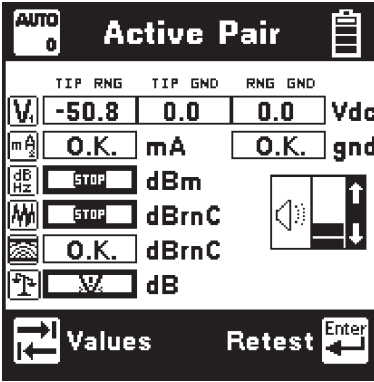 AUTO
0
Active Pair
TIP RNG TIP GND RNG GND
V -50.8 0.0 0.0 Vdc
mA O.K. mA O.K. gnd
dB
Hz STOP dBm
STOP dBrnC
O.K. dBrnC
dB
Values Retest Enter